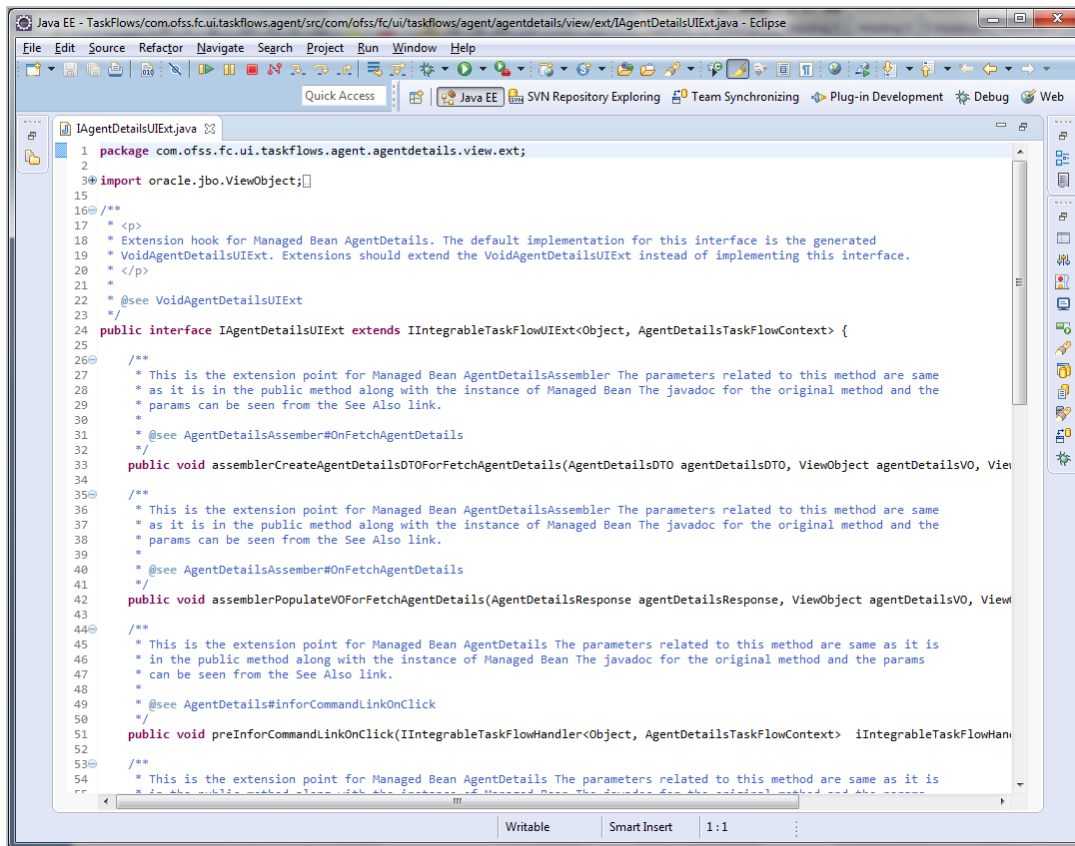 Java EE - TaskFlows/com.ofss.fc.ui.taskflows.agent/src/com/ofss/fc/ui/taskflows/agent/agentdetails/view/ext/IAgentDetailsUIExt.java - Eclipse
File Edit Source Refactor Navigate Search Project Run Window Help
Quick Access Java EE SVN Repository Exploring Team Synchronizing Plug-in Development Debug Web
IAgentDetailsUIExt.java
1 package com.ofss.fc.ui.taskflows.agent.agentdetails.view.ext;
2
3 import oracle.jbo.ViewObject;
15
16 /**
17 * <p>
18 * Extension hook for Managed Bean AgentDetails. The default implementation for this interface is the generated
19 * VoidAgentDetailsUIExt. Extensions should extend the VoidAgentDetailsUIExt instead of implementing this interface.
20 * </p>
21 *
22 * @see VoidAgentDetailsUIExt
23 */
24 public interface IAgentDetailsUIExt extends IIntegrableTaskFlowUIExt<Object, AgentDetailsTaskFlowContext> {
25
26 /**
27 * This is the extension point for Managed Bean AgentDetailsAssembler The parameters related to this method are same
28 * as it is in the public method along with the instance of Managed Bean The javadoc for the original method and the
29 * params can be seen from the See Also link.
30 *
31 * @see AgentDetailsAssember#OnFetchAgentDetails
32 */
33 public void assemblerCreateAgentDetailsDTOForFetchAgentDetails(AgentDetailsDTO agentDetailsDTO, ViewObject agentDetailsVO, Vie
34
35 /**
36 * This is the extension point for Managed Bean AgentDetailsAssembler The parameters related to this method are same
37 * as it is in the public method along with the instance of Managed Bean The javadoc for the original method and the
38 * params can be seen from the See Also link.
39 *
40 * @see AgentDetailsAssember#OnFetchAgentDetails
41 */
42 public void assemblerPopulateVOForFetchAgentDetails(AgentDetailsResponse agentDetailsResponse, ViewObject agentDetailsVO, View
43
44 /**
45 * This is the extension point for Managed Bean AgentDetails The parameters related to this method are same as it is
46 * in the public method along with the instance of Managed Bean The javadoc for the original method and the params
47 * can be seen from the See Also link.
48 *
49 * @see AgentDetails#inforCommandLinkOnClick
50 */
51 public void preInforCommandLinkOnClick(IIntegrableTaskFlowHandler<Object, AgentDetailsTaskFlowContext> iIntegrableTaskFlowHan
52
53 /**
54 * This is the extension point for Managed Bean AgentDetails The parameters related to this method are same as it is
Writable Smart Insert 1 : 1